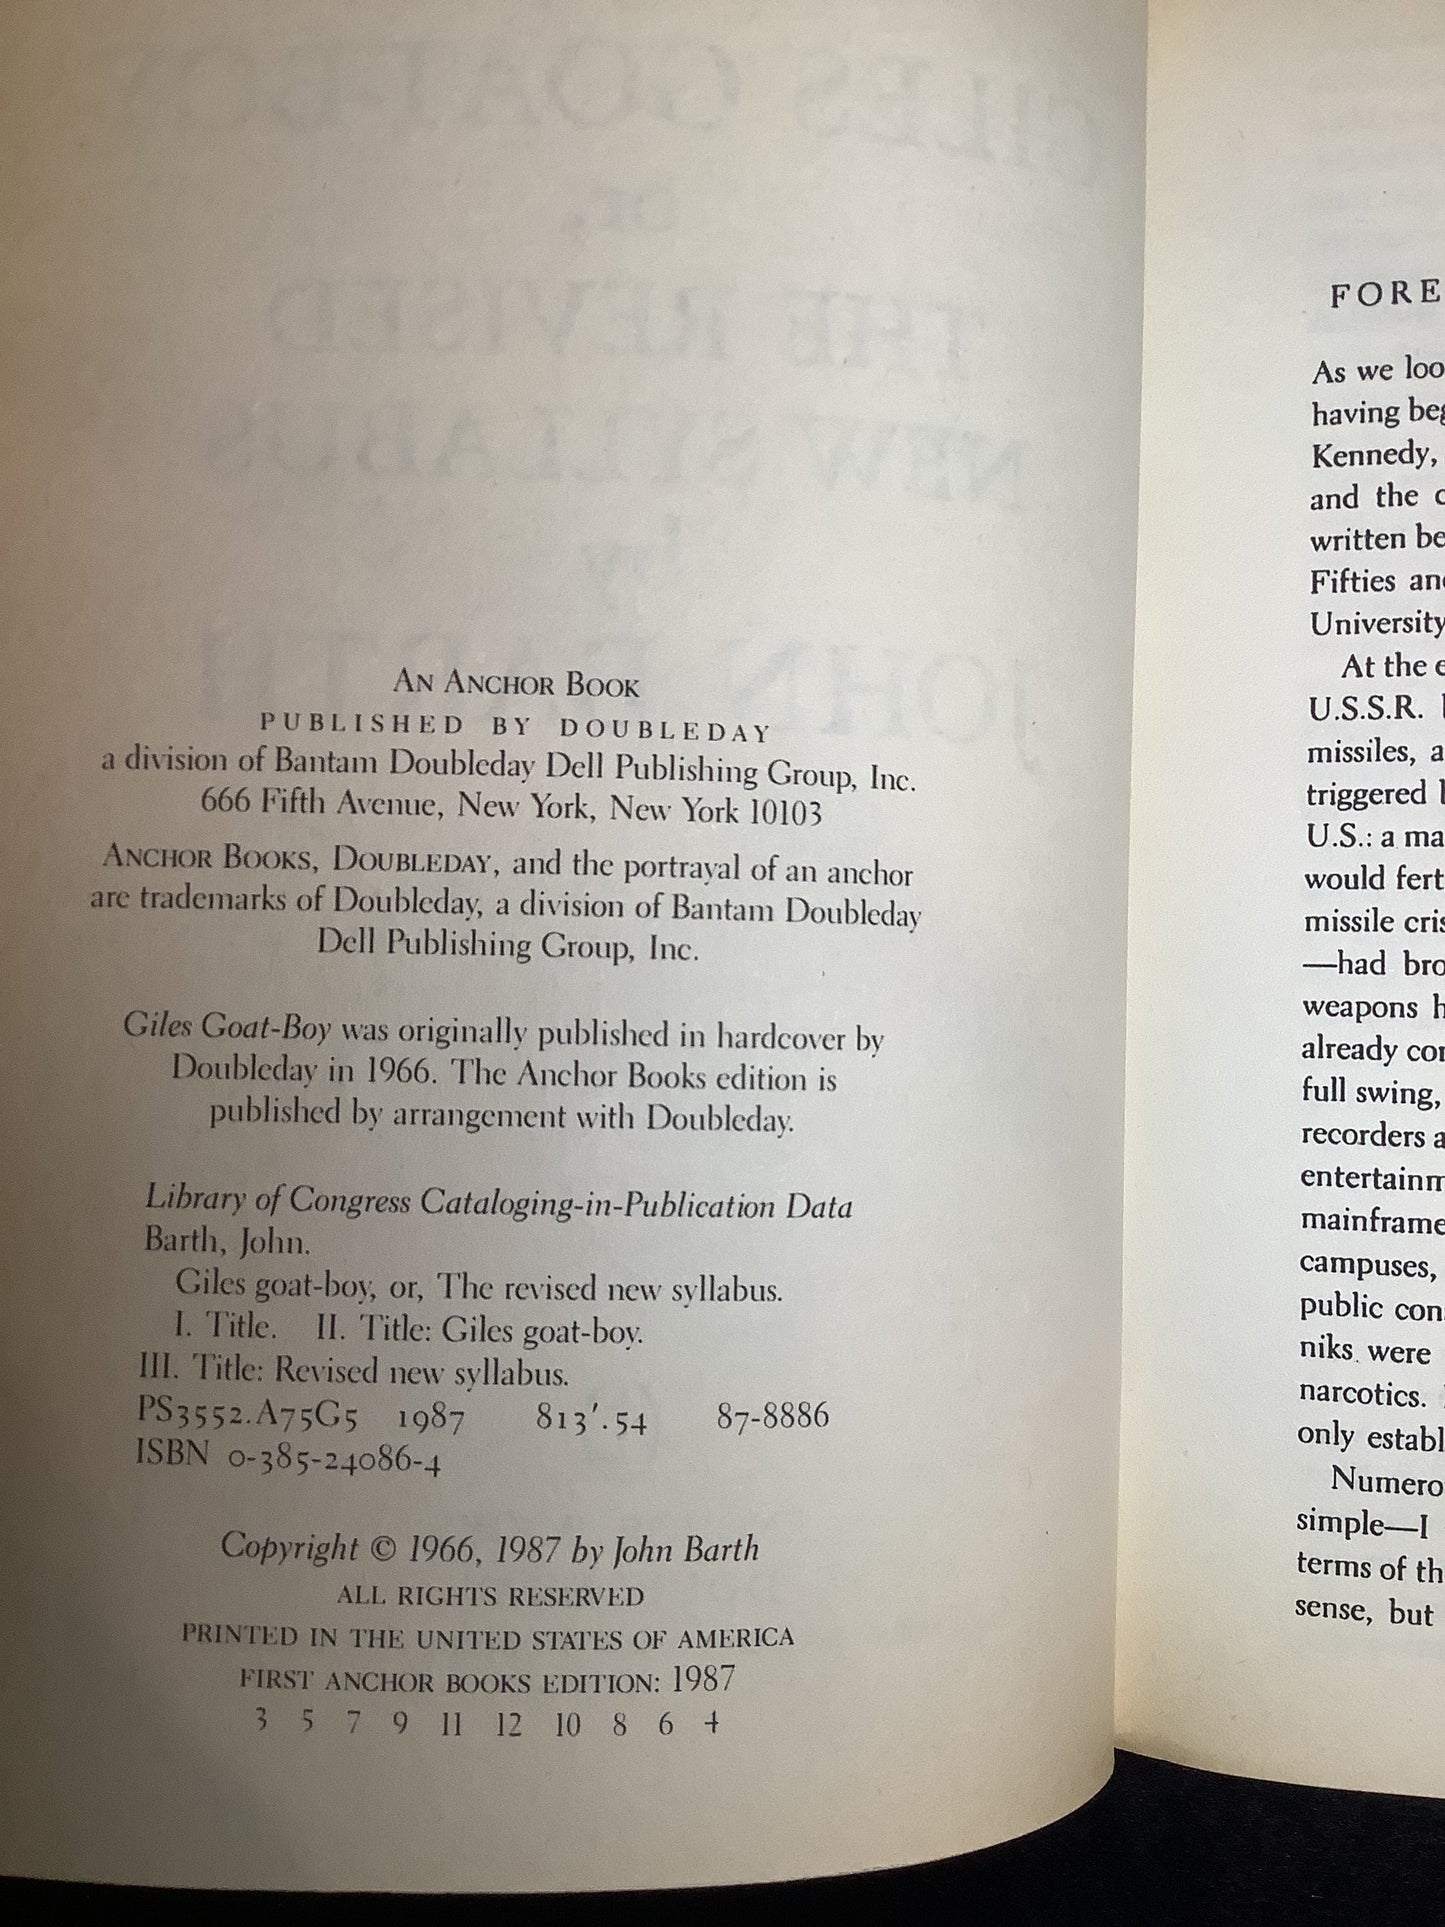 AN ANCHOR BOOK
PUBLISHED BY DOUBLEDAY
a division of Bantam Doubleday Dell Publishing Group, Inc.
666 Fifth Avenue, New York, New York 10103
ANCHOR BOOKS, DOUBLEDAY, and the portrayal of an anchor
are trademarks of Doubleday, a division of Bantam Doubleday
Dell Publishing Group, Inc.
Giles Goat-Boy was originally published in hardcover by
Doubleday in 1966. The Anchor Books edition is
published by arrangement with Doubleday.
Library of Congress Cataloging-in-Publication Data
Barth, John.
Giles goat-boy, or, The revised new syllabus.
I. Title. II. Title: Giles goat-boy.
III. Title: Revised new syllabus.
PS3552.A75G5 1987 813′.54 87-8886
ISBN 0-385-24086-4
Copyright © 1966, 1987 by John Barth
ALL RIGHTS RESERVED
PRINTED IN THE UNITED STATES OF AMERICA
FIRST ANCHOR BOOKS EDITION: 1987
3 5 7 9 11 12 10 8 6 4
FORE
As we loo
having beg
Kennedy,
and the c
written be
Fifties and
University
At the e
U.S.S.R.
missiles, a
triggered
U.S.: a ma
would fert
missile cris
—had bro
weapons h
already con
full swing,
recorders a
entertainm
mainframe
campuses,
public con
niks were
narcotics.
only establ
Numero
simple—I
terms of th
sense, but